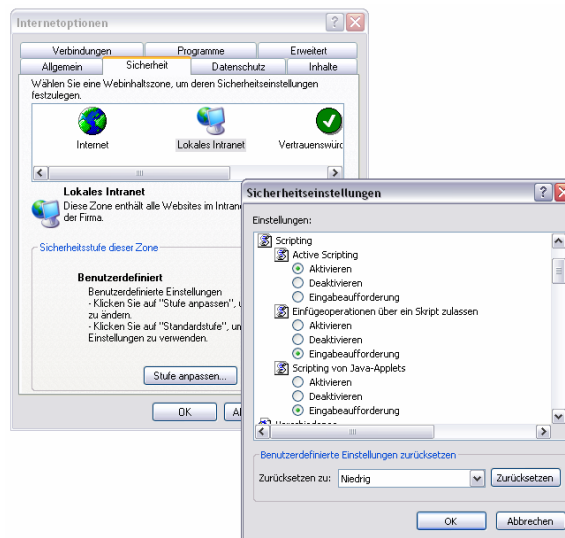 Internetoptionen
Verbindungen Programme Erweitert
Allgemein Sicherheit Datenschutz Inhalte
Wählen Sie eine Webinhaltszone, um deren Sicherheitseinstellungen
festzulegen.
Internet Lokales Intranet Vertrauenswürc
Lokales Intranet
Diese Zone enthält alle Websites im Intran
der Firma.
Sicherheitsstufe dieser Zone
Benutzerdefiniert
Benutzerdefinierte Einstellungen
- Klicken Sie auf "Stufe anpassen", u
zu ändern.
- Klicken Sie auf "Standardstufe", un
Einstellungen zu verwenden.
Stufe anpassen...
OK
Sicherheitseinstellungen
Einstellungen:
Scripting
Active Scripting
Aktivieren
Deaktivieren
Eingabeaufforderung
Einfügeoperationen über ein Skript zulassen
Aktivieren
Deaktivieren
Eingabeaufforderung
Scripting von Java-Applets
Aktivieren
Deaktivieren
Eingabeaufforderung
Benutzerdefinierte Einstellungen zurücksetzen
Zurücksetzen zu: Niedrig Zurücksetzen
OK Abbrechen